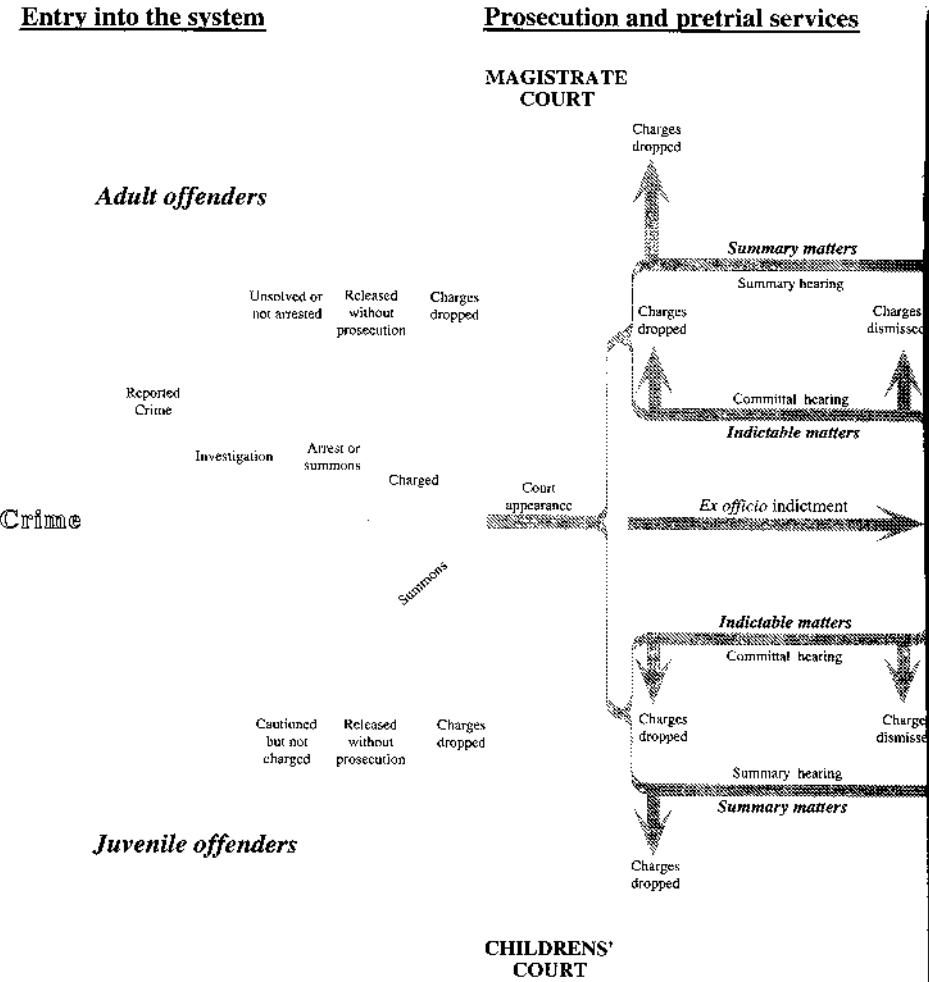 Entry into the system
Prosecution and pretrial services
MAGISTRATE
COURT
Charges
dropped
Adult offenders
Summary matters
Summary hearing
Unsolved or
not arrested
Released
without
prosecution
Charges
dropped
Charges
dropped
Charges
dismissed
Reported
Crime
Committal hearing
Indictable matters
Investigation
Arrest or
summons
Charged
Court
appearance
Ex officio indictment
Crime
Summons
Indictable matters
Committal hearing
Cautioned
but not
charged
Released
without
prosecution
Charges
dropped
Charges
dropped
Charge
dismisse
Summary hearing
Summary matters
Juvenile offenders
Charges
dropped
CHILDRENS'
COURT